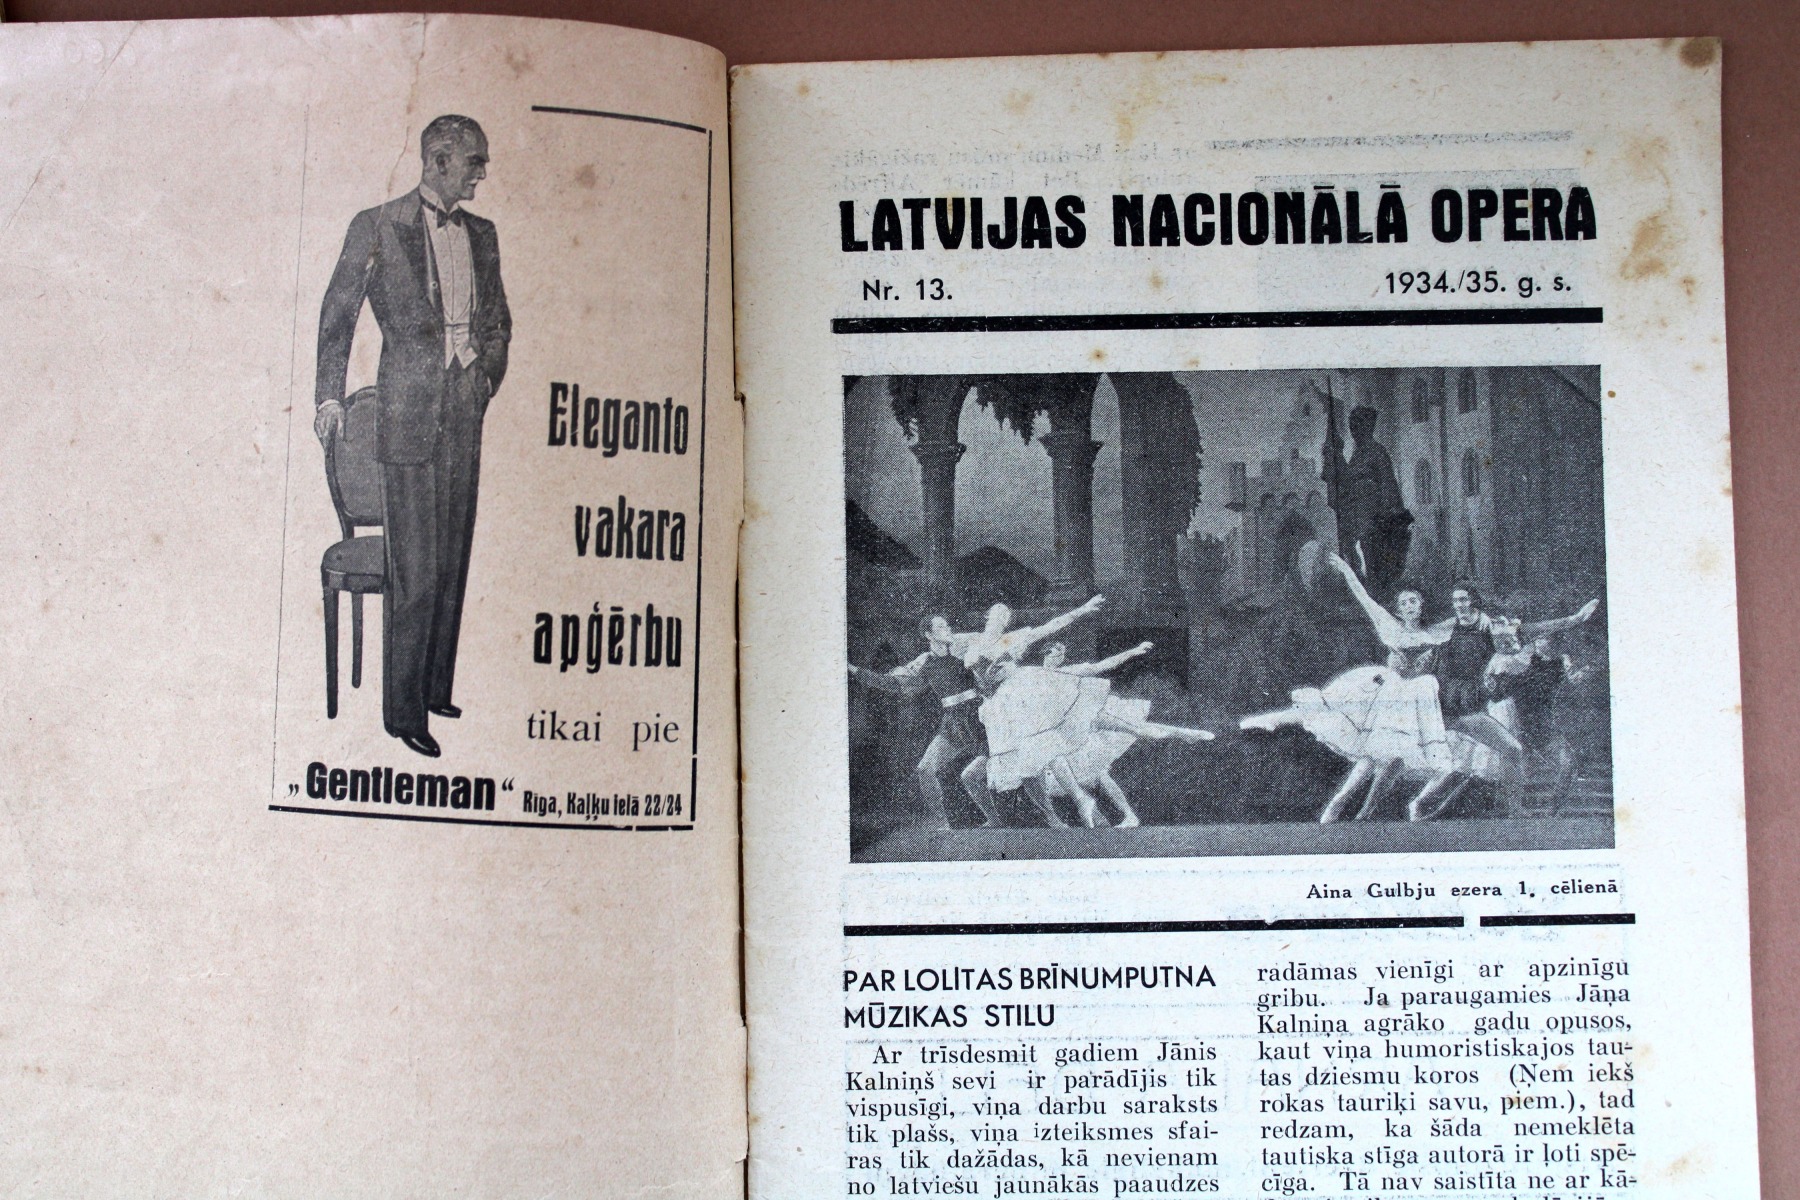 Eleganto
vakara
apģērbu
tikai pie
„Gentleman“ Rīga, Kaļķu ielā 22/24
LATVIJAS NACIONĀLĀ OPERA
Nr. 13.
1934./35. g. s.
Aina Gulbju ezera 1. cēlienā
PAR LOLITAS BRĪNUMPUTNA
MŪZIKAS STILU
Ar trīsdesmit gadiem Jānis
Kalniņš sevi ir parādījis tik
vispusīgi, viņa darbu saraksts
tik plašs, viņa izteiksmes sfai-
ras tik dažādas, kā nevienam
no latviešu jaunākās paaudzes
radāmas vienīgi ar apzinīgu
gribu. Ja paraugamies Jāņa
Kalniņa agrāko gadu opusos,
kaut viņa humoristiskajos tau-
tas dziesmu koros (Ņem iekš
rokas tauriķi savu, piem.), tad
redzam, ka šāda nemeklēta
tautiska stīga autorā ir ļoti spē-
cīga. Tā nav saistīta ne ar kā-